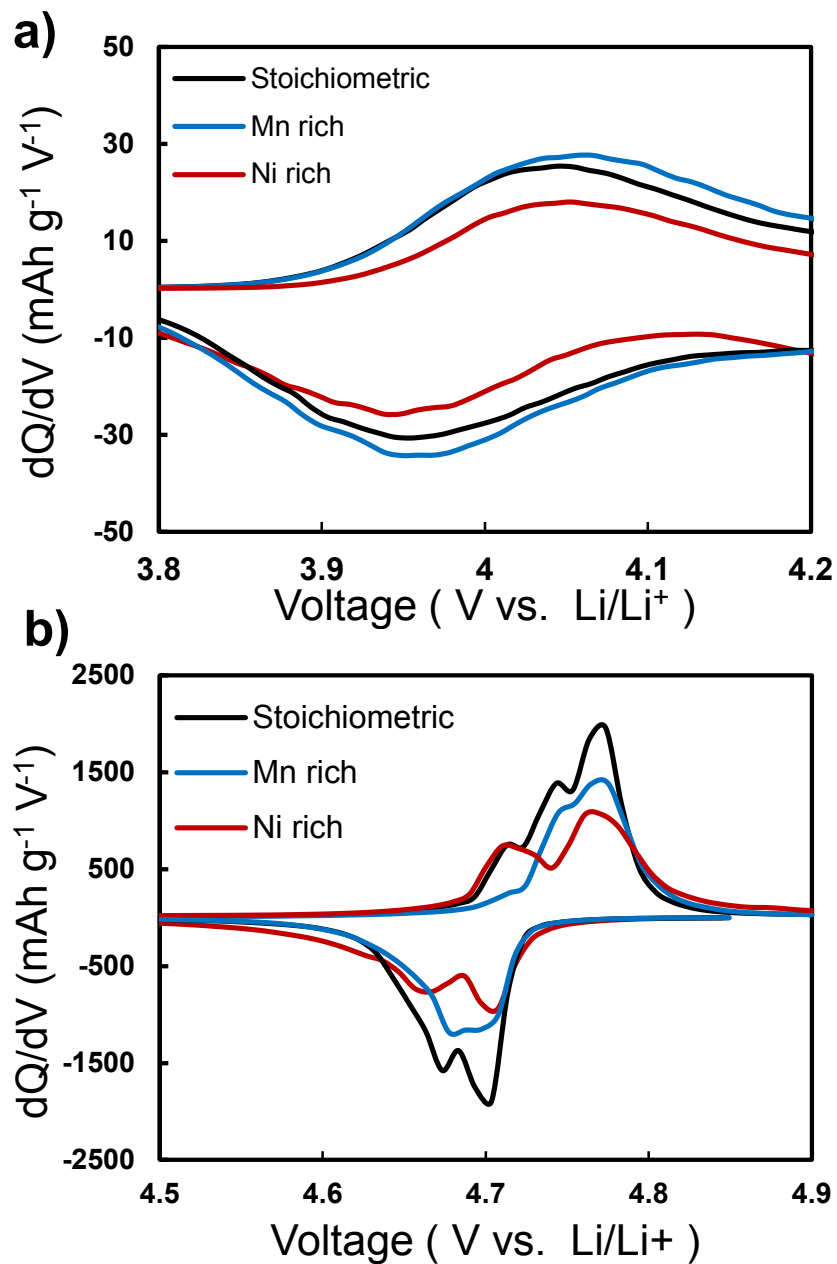 a)
50
30
10
-10
-30
-50
dQ/dV (mAh g⁻¹ V⁻¹)
Stoichiometric
Mn rich
Ni rich
3.8 3.9 4 4.1 4.2
Voltage ( V vs. Li/Li⁺ )
b)
2500
1500
500
-500
-1500
-2500
dQ/dV (mAh g⁻¹ V⁻¹)
Stoichiometric
Mn rich
Ni rich
4.5 4.6 4.7 4.8 4.9
Voltage ( V vs. Li/Li+ )